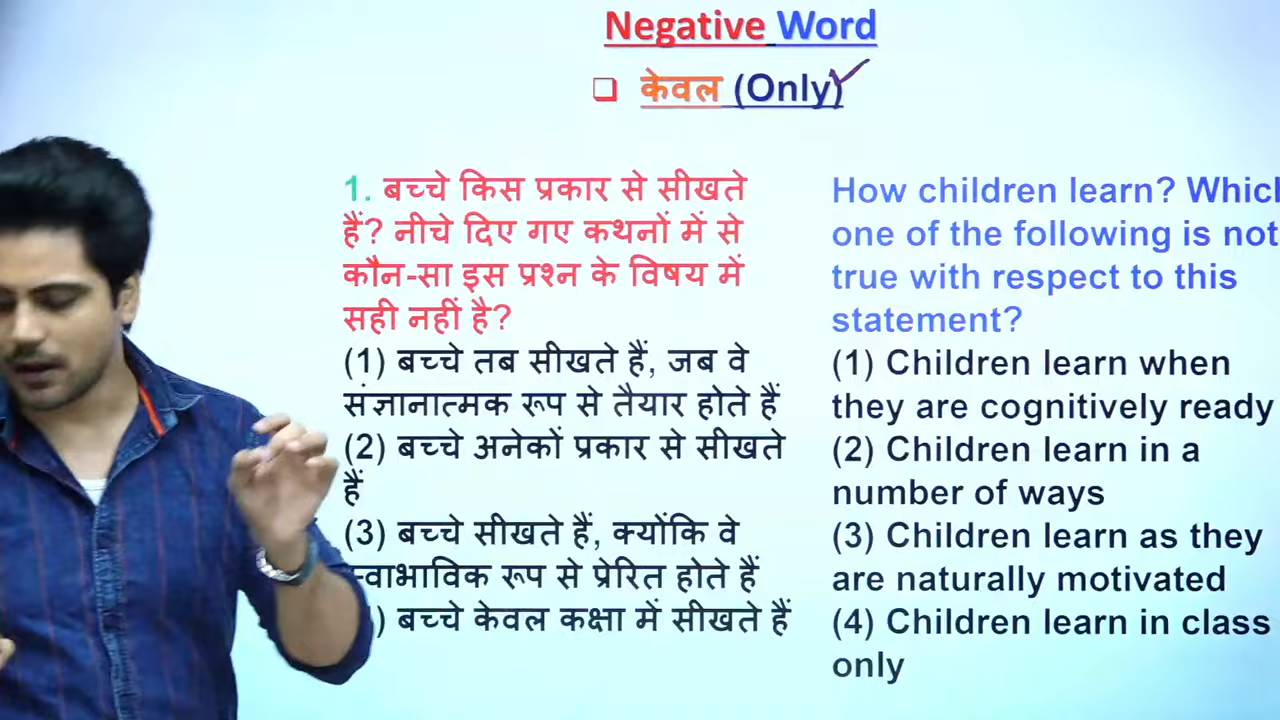 Negative Word
❑ केवल (Only)
1. बच्चे किस प्रकार से सीखते
हैं? नीचे दिए गए कथनों में से
कौन-सा इस प्रश्न के विषय में
सही नहीं है?
(1) बच्चे तब सीखते हैं, जब वे
संज्ञानात्मक रूप से तैयार होते हैं
(2) बच्चे अनेकों प्रकार से सीखते
हैं
(3) बच्चे सीखते हैं, क्योंकि वे
रूप से प्रेरित होते हैं
) बच्चे केवल कक्षा में सीखते हैं
How children learn?
one of the following is not
true with respect to this
statement?
(1) Children learn when
they are cognitively ready
(2) Children learn in a
number of ways
(3) Children learn as they
are naturally motivated
(4) Children learn in class
only